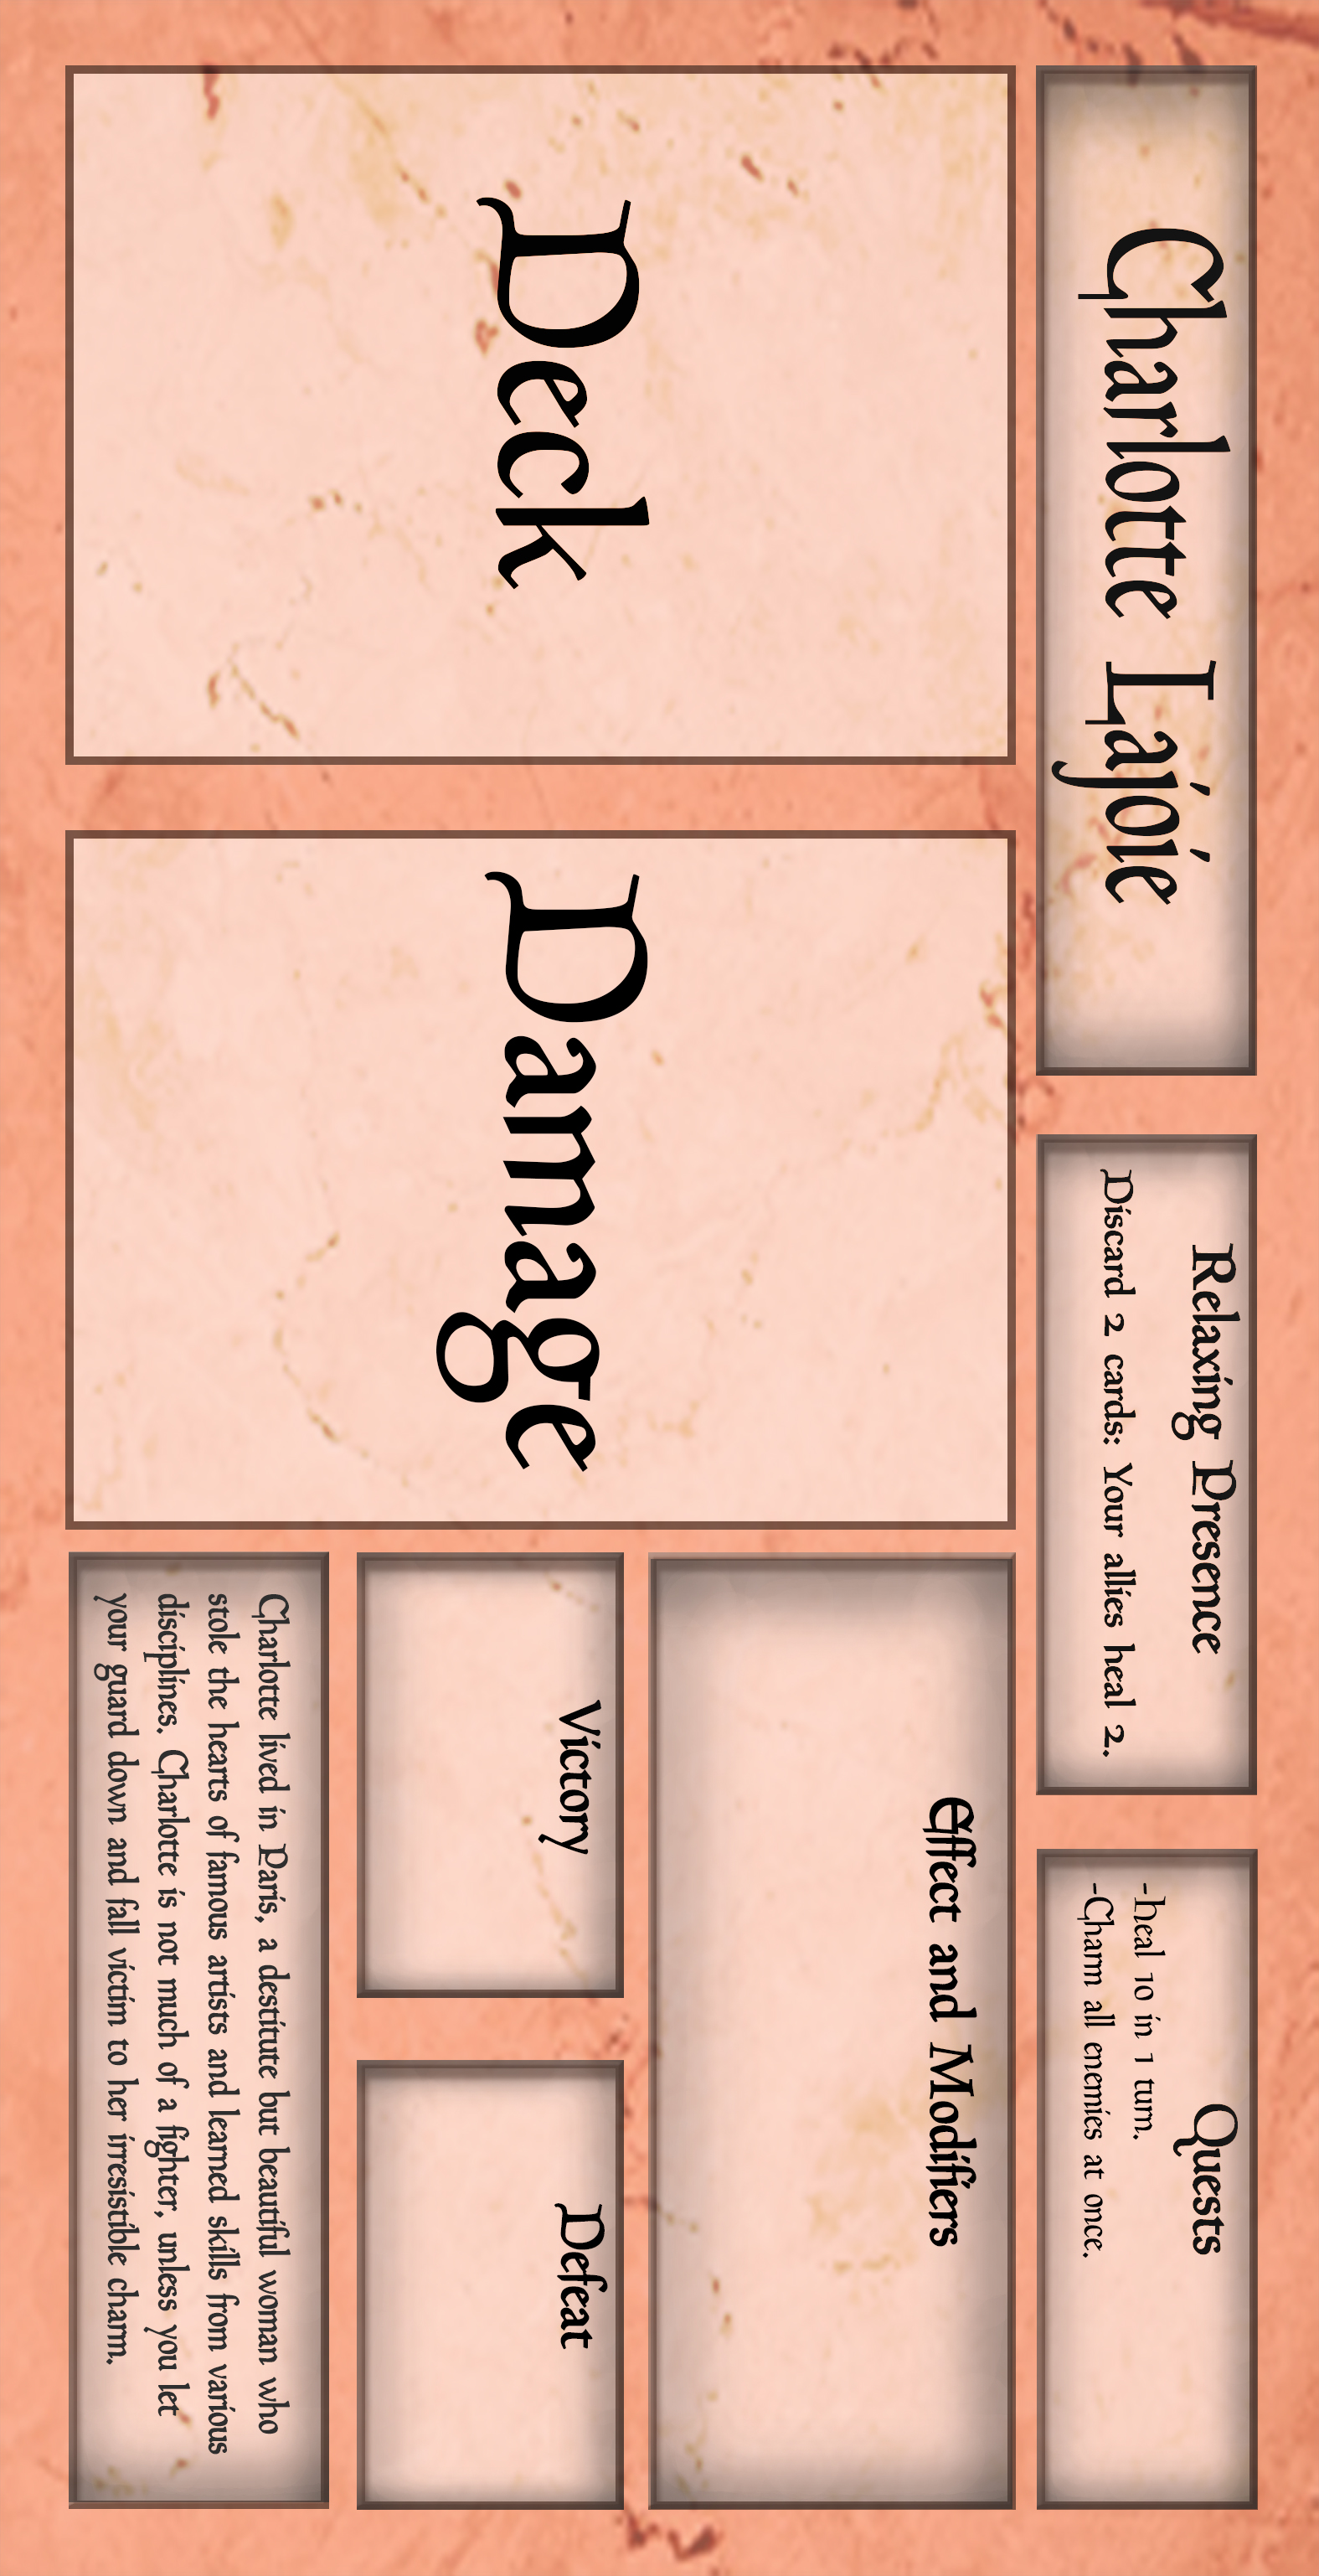 Charlotte Lajoie
Relaxing Presence
Discard 2 cards: Your allies heal 2.
Quests
-Heal 10 in 1 turn.
-Charm all enemies at once.
Deck
Damage
Effect and Modifiers
Victory
Defeat
Charlotte lived in Paris, a destitute but beautiful woman who
stole the hearts of famous artists and learned skills from various
disciplines. Charlotte is not much of a fighter, unless you let
your guard down and fall victim to her irresistible charm.